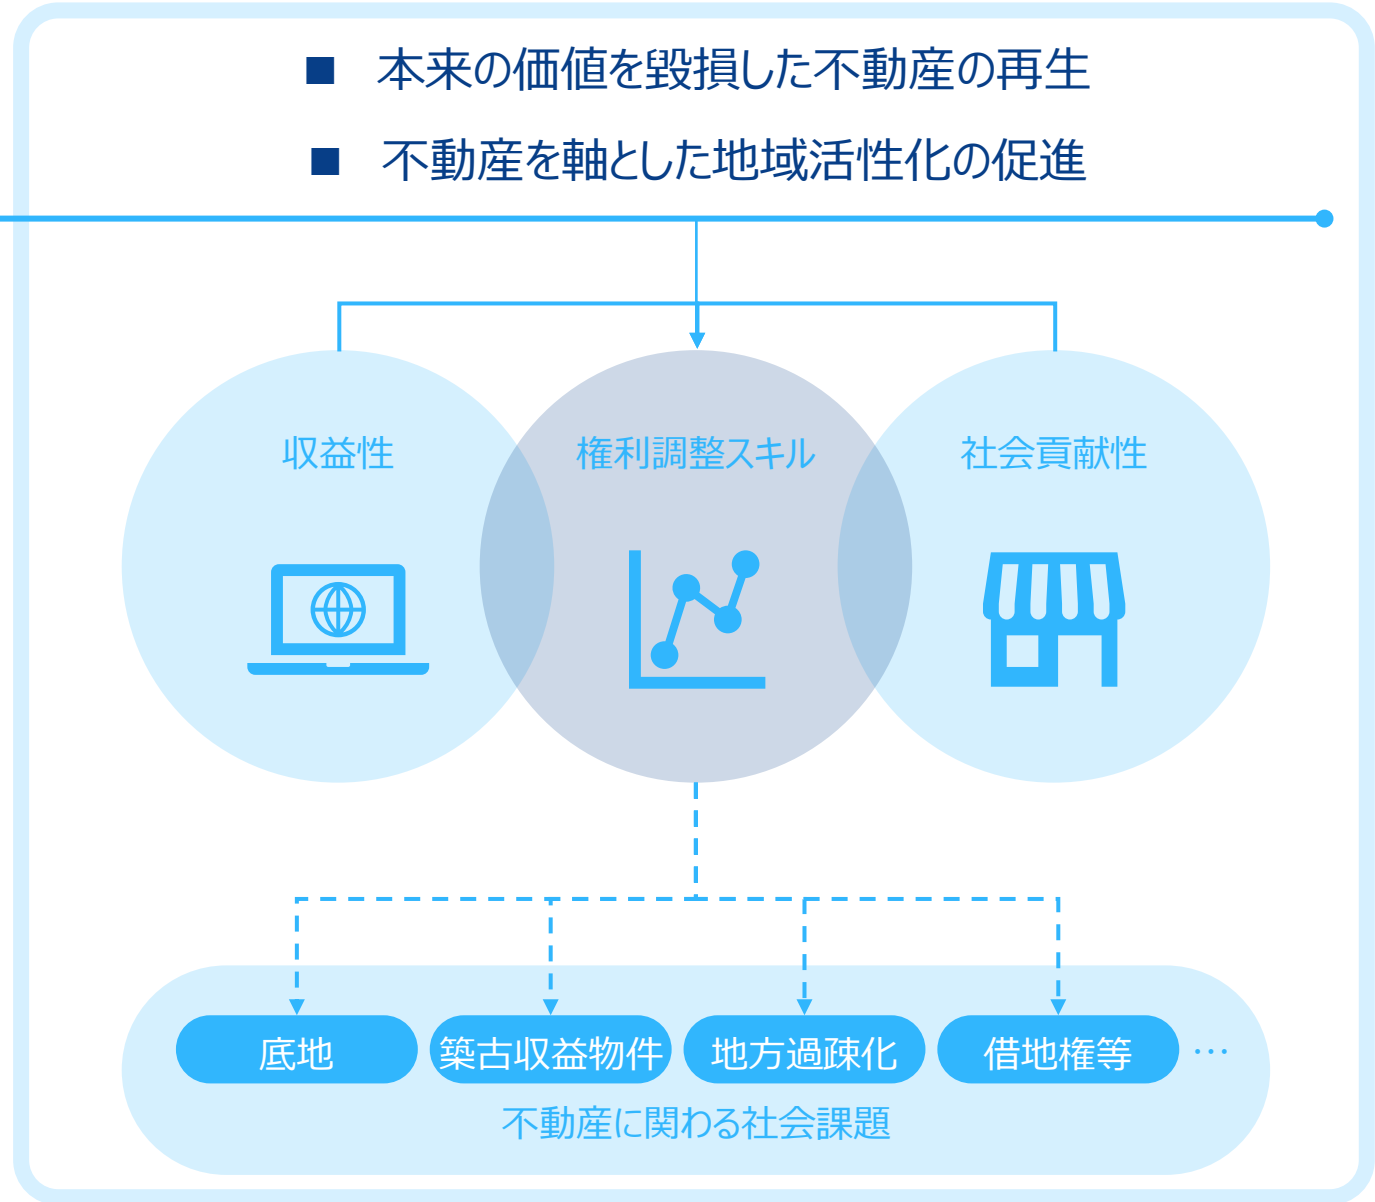 ■ 本来の価値を毀損した不動産の再生
■ 不動産を軸とした地域活性化の促進
収益性 権利調整スキル 社会貢献性
底地 築古収益物件 地方過疎化 借地権等 …
不動産に関わる社会課題